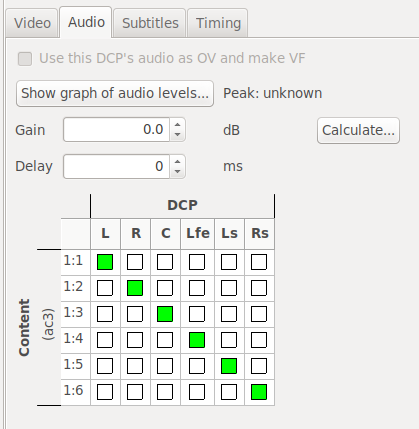 Video Audio Subtitles Timing
Use this DCP's audio as OV and make VF
Show graph of audio levels... Peak: unknown
Gain 0.0 dB Calculate...
Delay 0 ms
DCP
L R C Lfe Ls Rs
1:1
1:2
1:3
1:4
1:5
1:6
Content
(ac3)